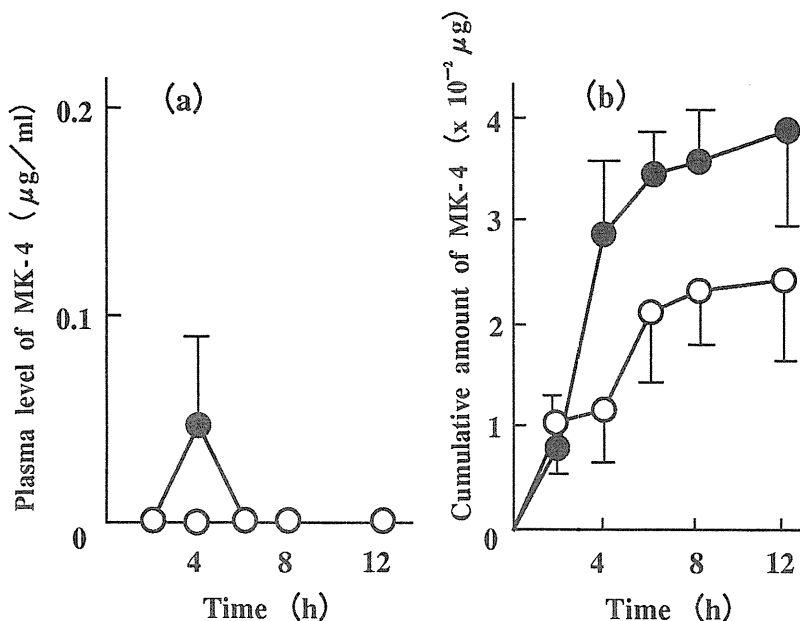 (a)
Plasma level of MK-4 (μg/ml)
0.2
0.1
0
4
8
12
Time (h)
(b)
Cumulative amount of MK-4 (x 10⁻² μg)
4
3
2
1
0
4
8
12
Time (h)